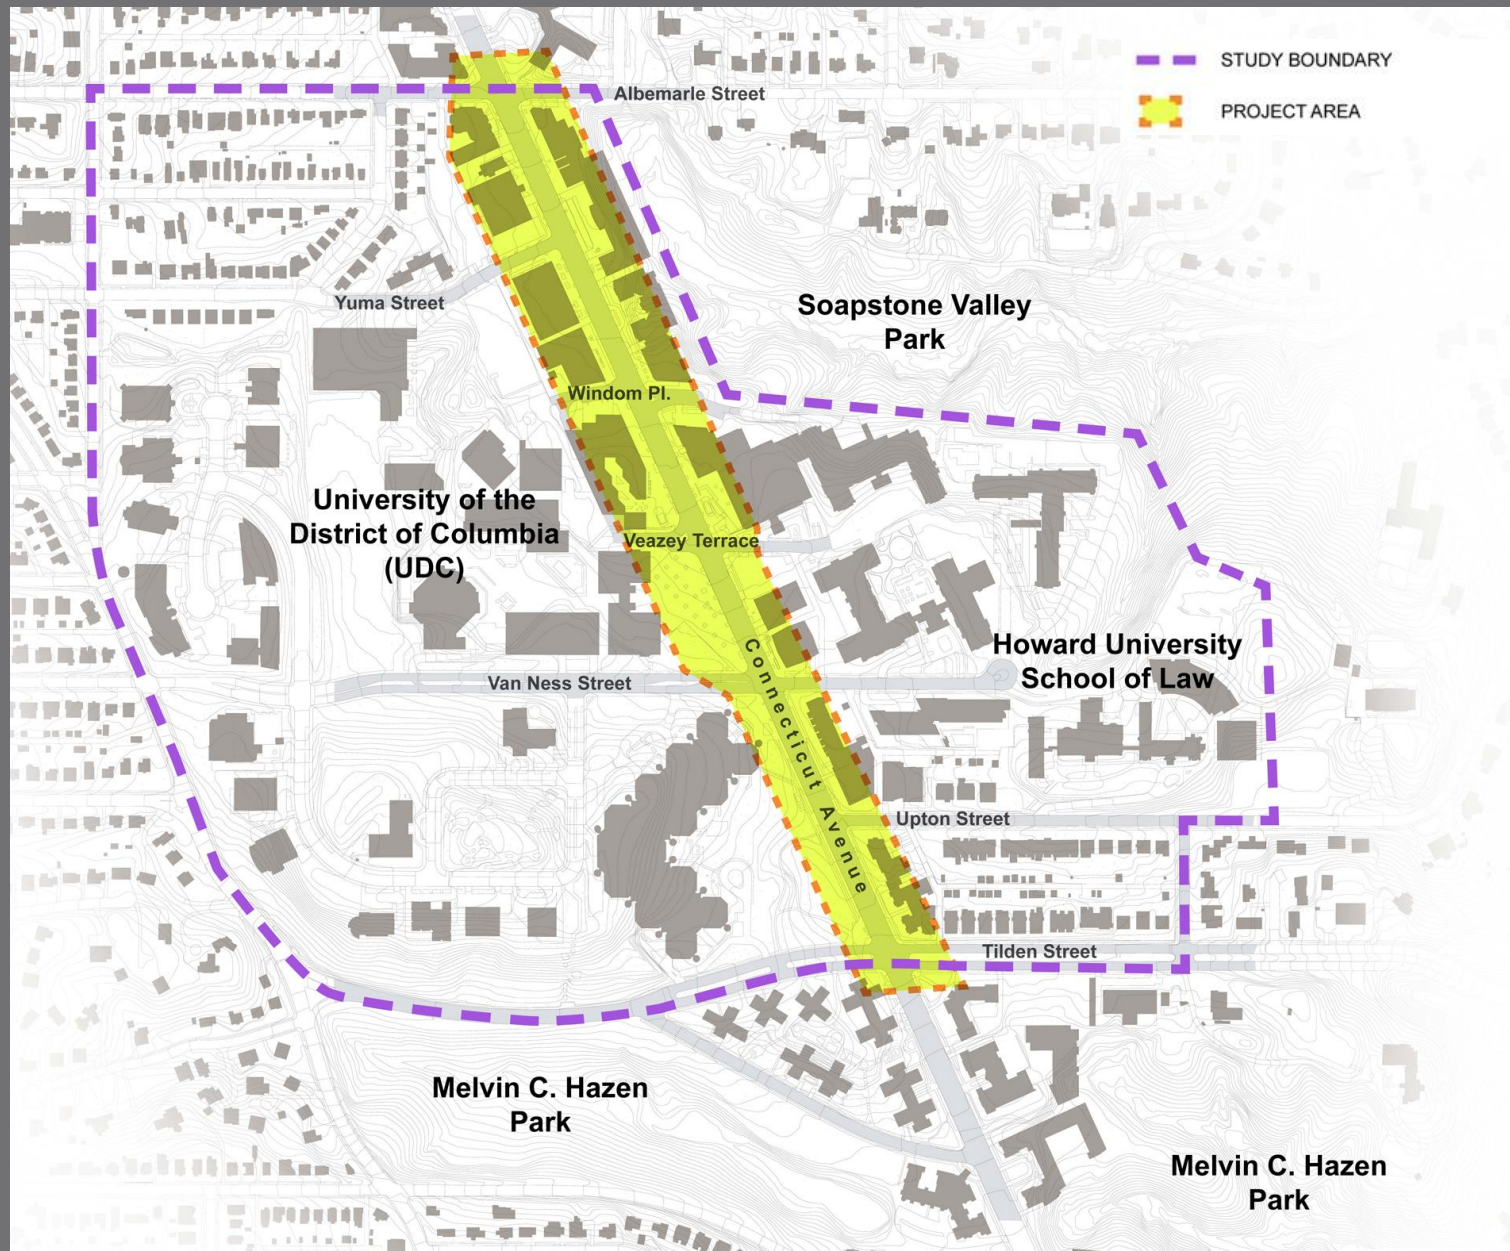 STUDY BOUNDARY
Albemarle Street
PROJECT AREA
Yuma Street
Soapstone Valley
Park
Windom Pl.
University of the
District of Columbia
(UDC)
Veazey Terrace
Howard University
School of Law
Van Ness Street
Connecticut Avenue
Upton Street
Tilden Street
Melvin C. Hazen
Park
Melvin C. Hazen
Park